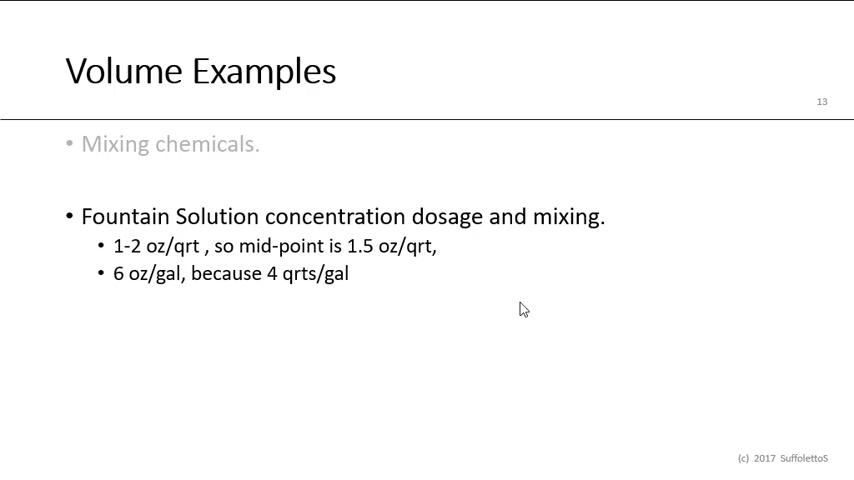 Volume Examples
13
• Mixing chemicals.
• Fountain Solution concentration dosage and mixing.
• 1-2 oz/qrt , so mid-point is 1.5 oz/qrt,
• 6 oz/gal, because 4 qrts/gal
(c) 2017 SuffolettoS